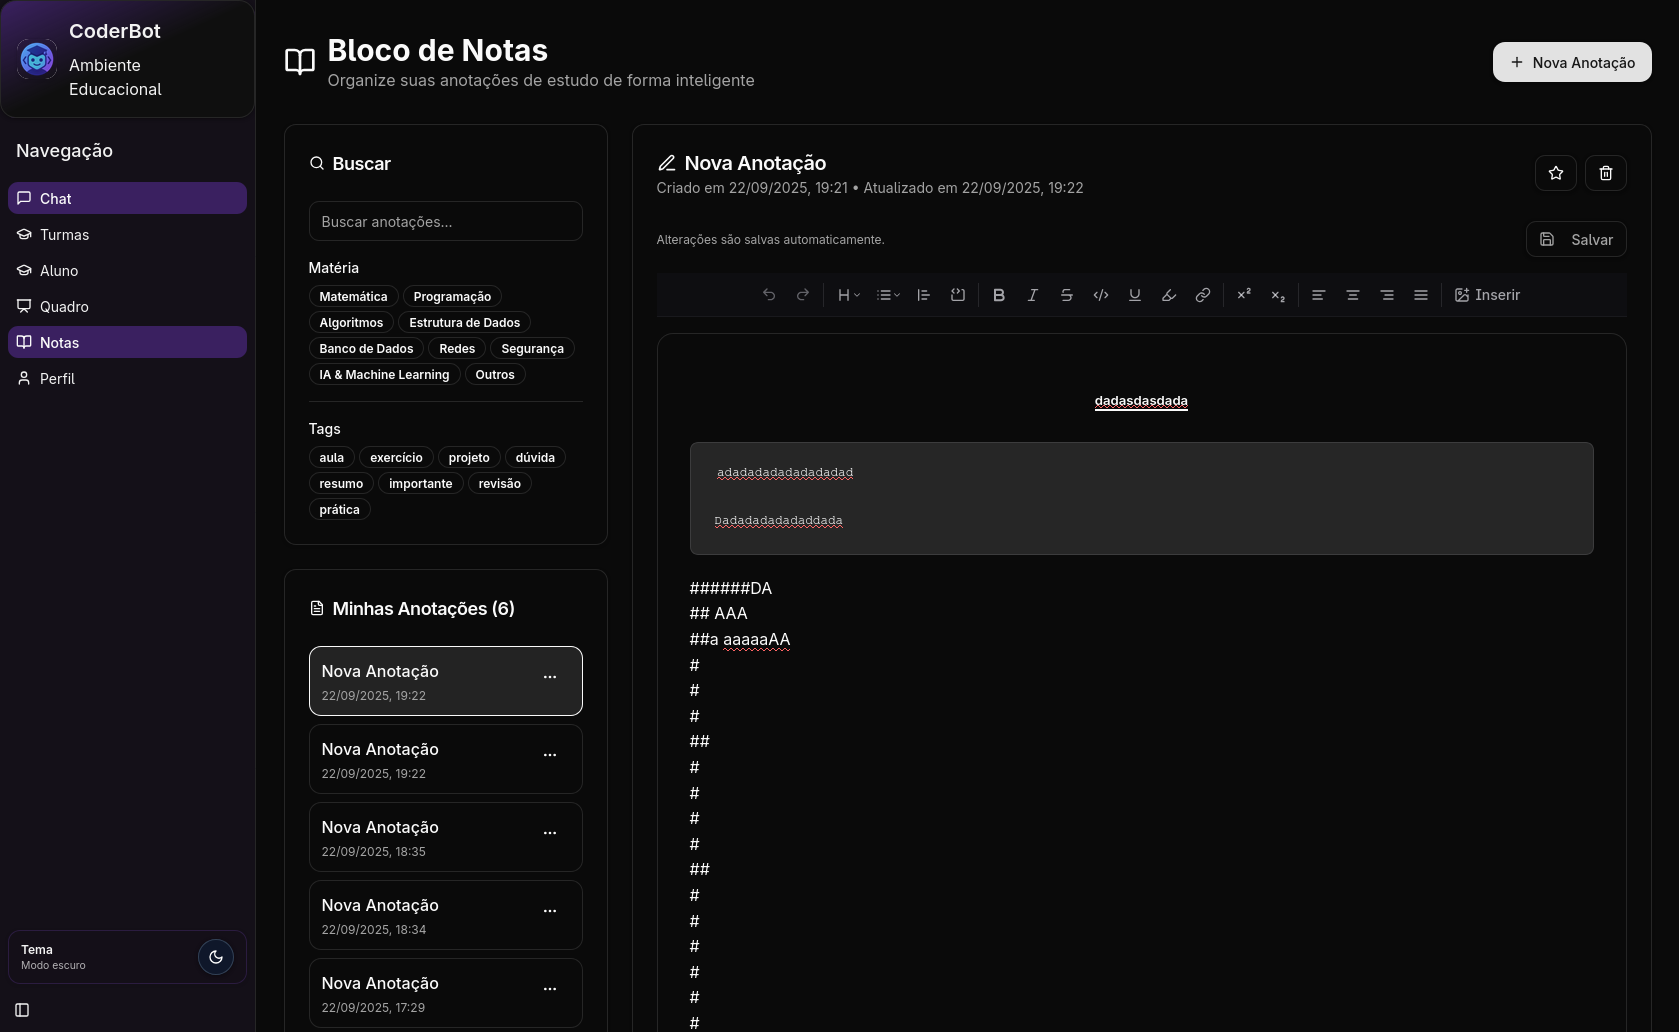 CoderBot
Ambiente
Educacional
Navegação
Chat
Turmas
Aluno
Quadro
Notas
Perfil
Tema
Modo escuro
Bloco de Notas
Organize suas anotações de estudo de forma inteligente
Nova Anotação
Buscar
Buscar anotações...
Matéria
Matemática Programação
Algoritmos Estrutura de Dados
Banco de Dados Redes Segurança
IA & Machine Learning Outros
Tags
aula exercício projeto dúvida
resumo importante revisão
prática
Minhas Anotações (6)
Nova Anotação
22/09/2025, 19:22
Nova Anotação
22/09/2025, 19:22
Nova Anotação
22/09/2025, 18:35
Nova Anotação
22/09/2025, 18:34
Nova Anotação
22/09/2025, 17:29
Nova Anotação
Criado em 22/09/2025, 19:21 • Atualizado em 22/09/2025, 19:22
Alterações são salvas automaticamente.
Salvar
Inserir
dadasdasdada
adadadadadadadadad
Dadadadadadaddada
######DA
## AAA
##a aaaaaAA
#
#
#
##
#
#
#
#
##
#
#
#
#
#
#